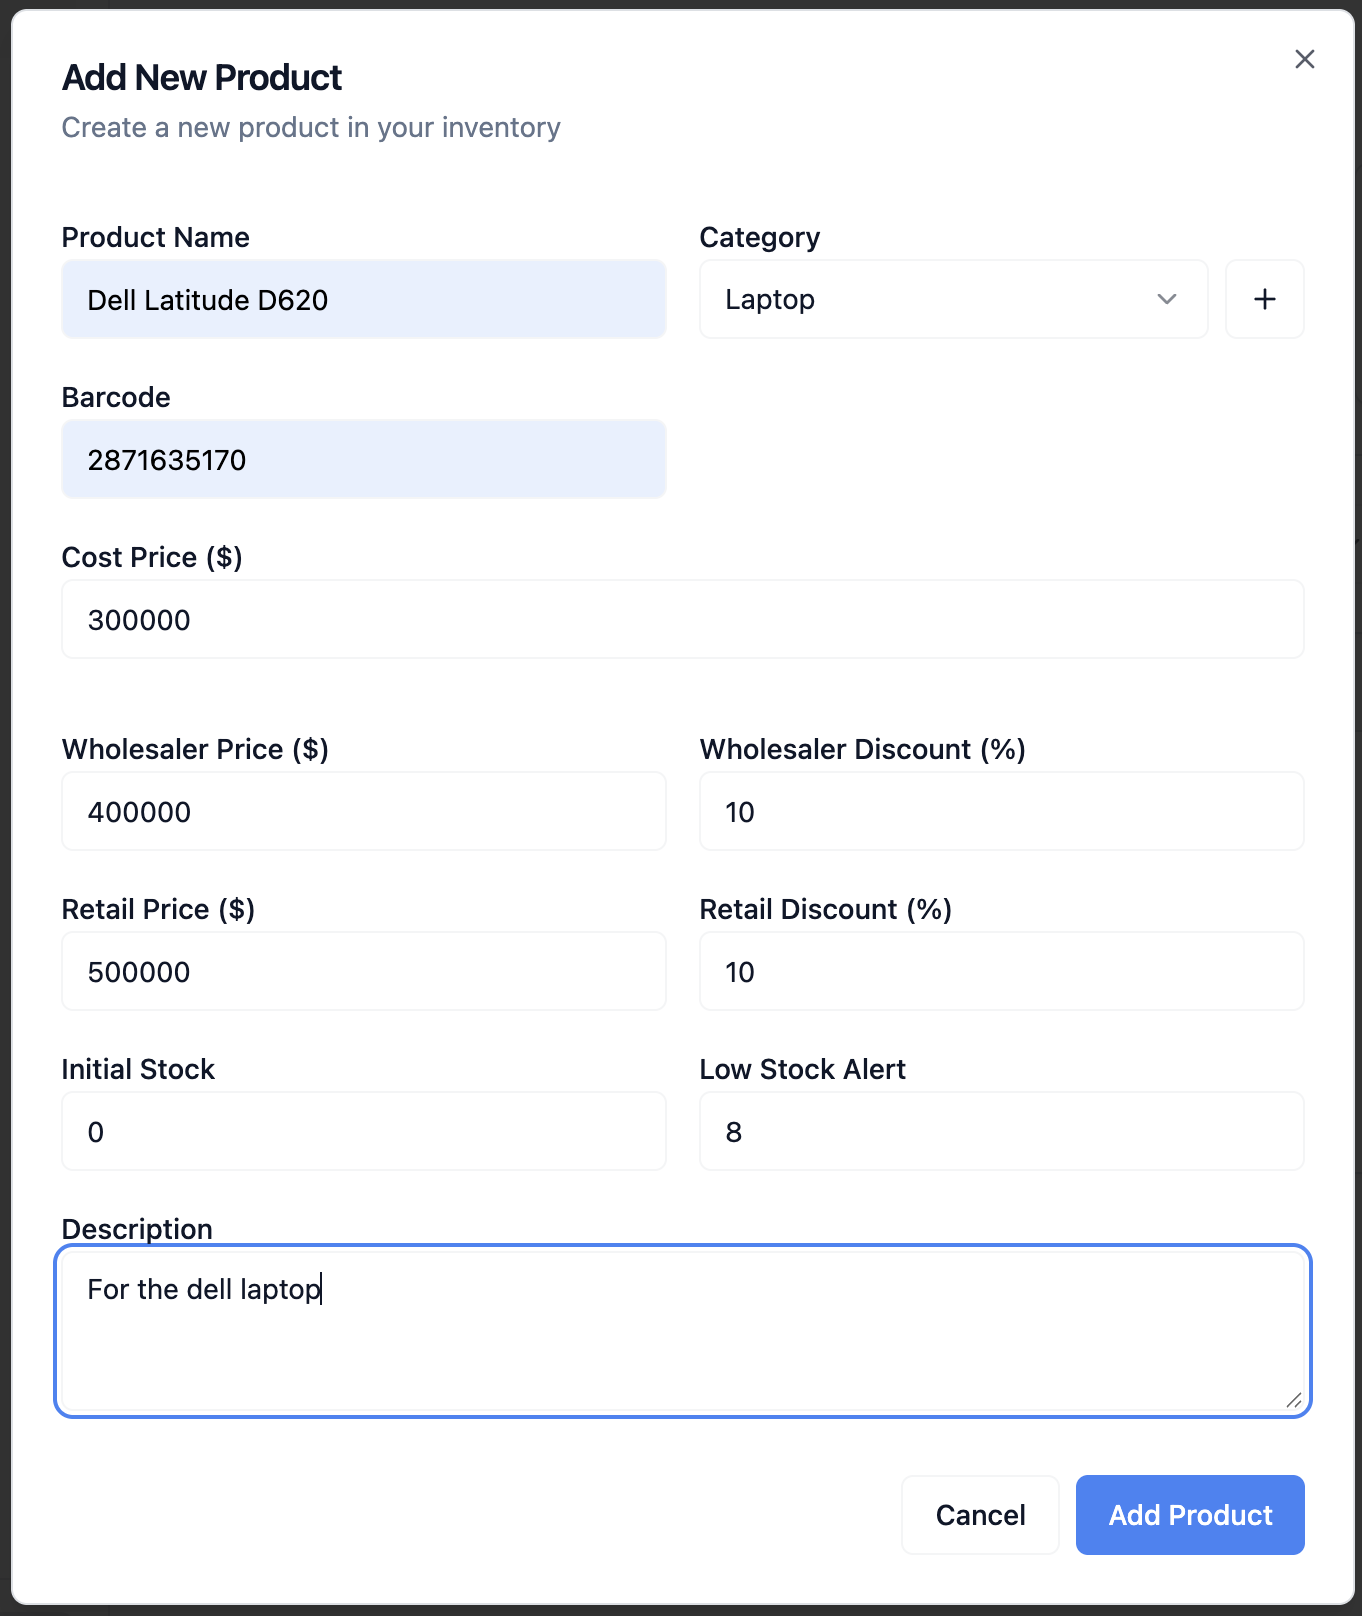 Add New Product
Create a new product in your inventory
Product Name
Category
Dell Latitude D620
Laptop
Barcode
2871635170
Cost Price ($)
300000
Wholesaler Price ($)
Wholesaler Discount (%)
400000
10
Retail Price ($)
Retail Discount (%)
500000
10
Initial Stock
Low Stock Alert
0
8
Description
For the dell laptop
Cancel
Add Product